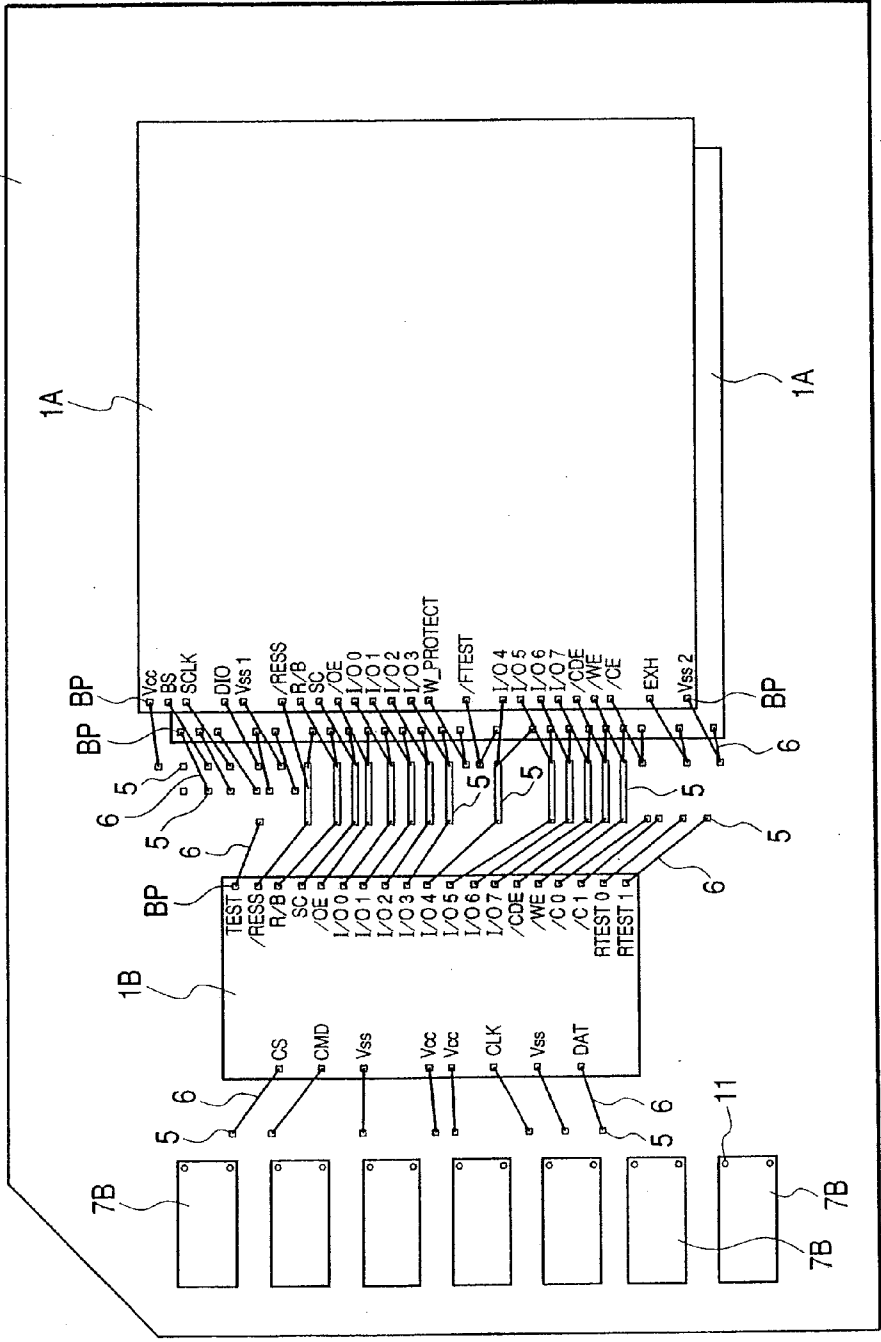 1A
1A
BP
BP
Vcc
BS
SCLK
DIO
Vss 1
/RESS
R/B
SC
/OE
I/O 0
I/O 1
I/O 2
I/O 3
W_PROTECT
/FTEST
I/O 4
I/O 5
I/O 6
I/O 7
/CDE
/WE
/CE
EXH
Vss 2
BP
6
5
6
5
5
5
5
5
6
6
6
BP
TEST
/RESS
R/B
SC
/OE
I/O 0
I/O 1
I/O 2
I/O 3
I/O 4
I/O 5
I/O 6
I/O 7
/CDE
/WE
/C 0
/C 1
RTEST 0
RTEST 1
1B
CS
CMD
Vss
Vcc
Vcc
CLK
Vss
DAT
6
5
6
5
11
7B
7B
7B